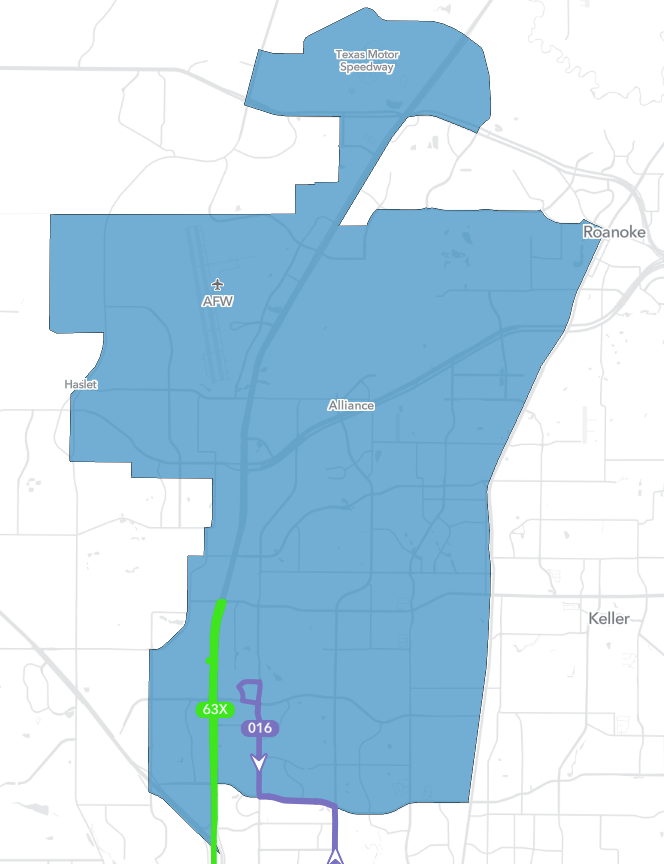 Texas Motor
Speedway
Roanoke
AFW
Haslet
Alliance
Keller
63X
016